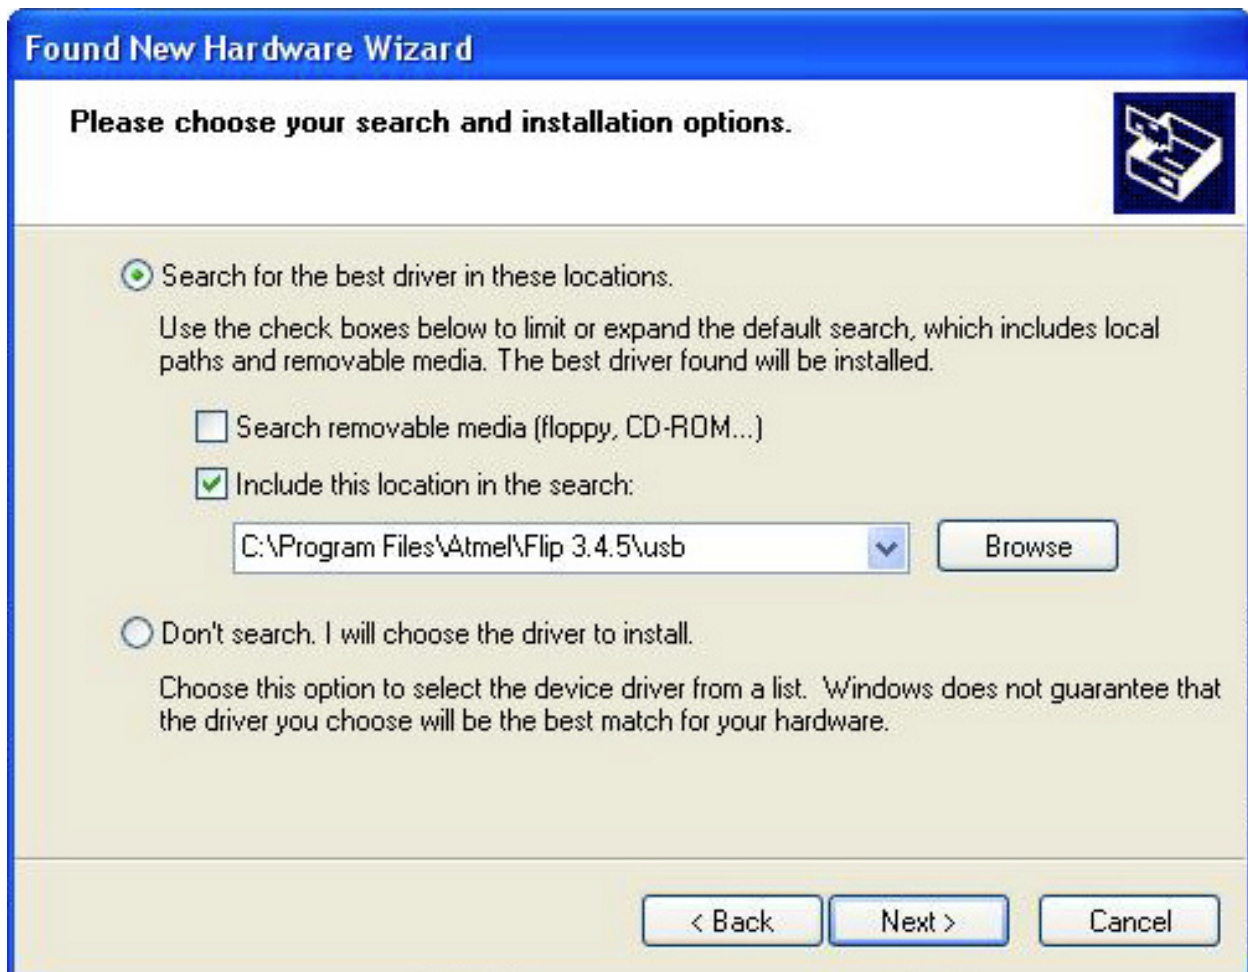 Found New Hardware Wizard
Please choose your search and installation options.
Search for the best driver in these locations.
Use the check boxes below to limit or expand the default search, which includes local
paths and removable media. The best driver found will be installed.
Search removable media (floppy, CD-ROM...)
Include this location in the search:
C:\Program Files\Atmel\Flip 3.4.5\usb
Browse
Don't search. I will choose the driver to install.
Choose this option to select the device driver from a list. Windows does not guarantee that
the driver you choose will be the best match for your hardware.
< Back
Next >
Cancel